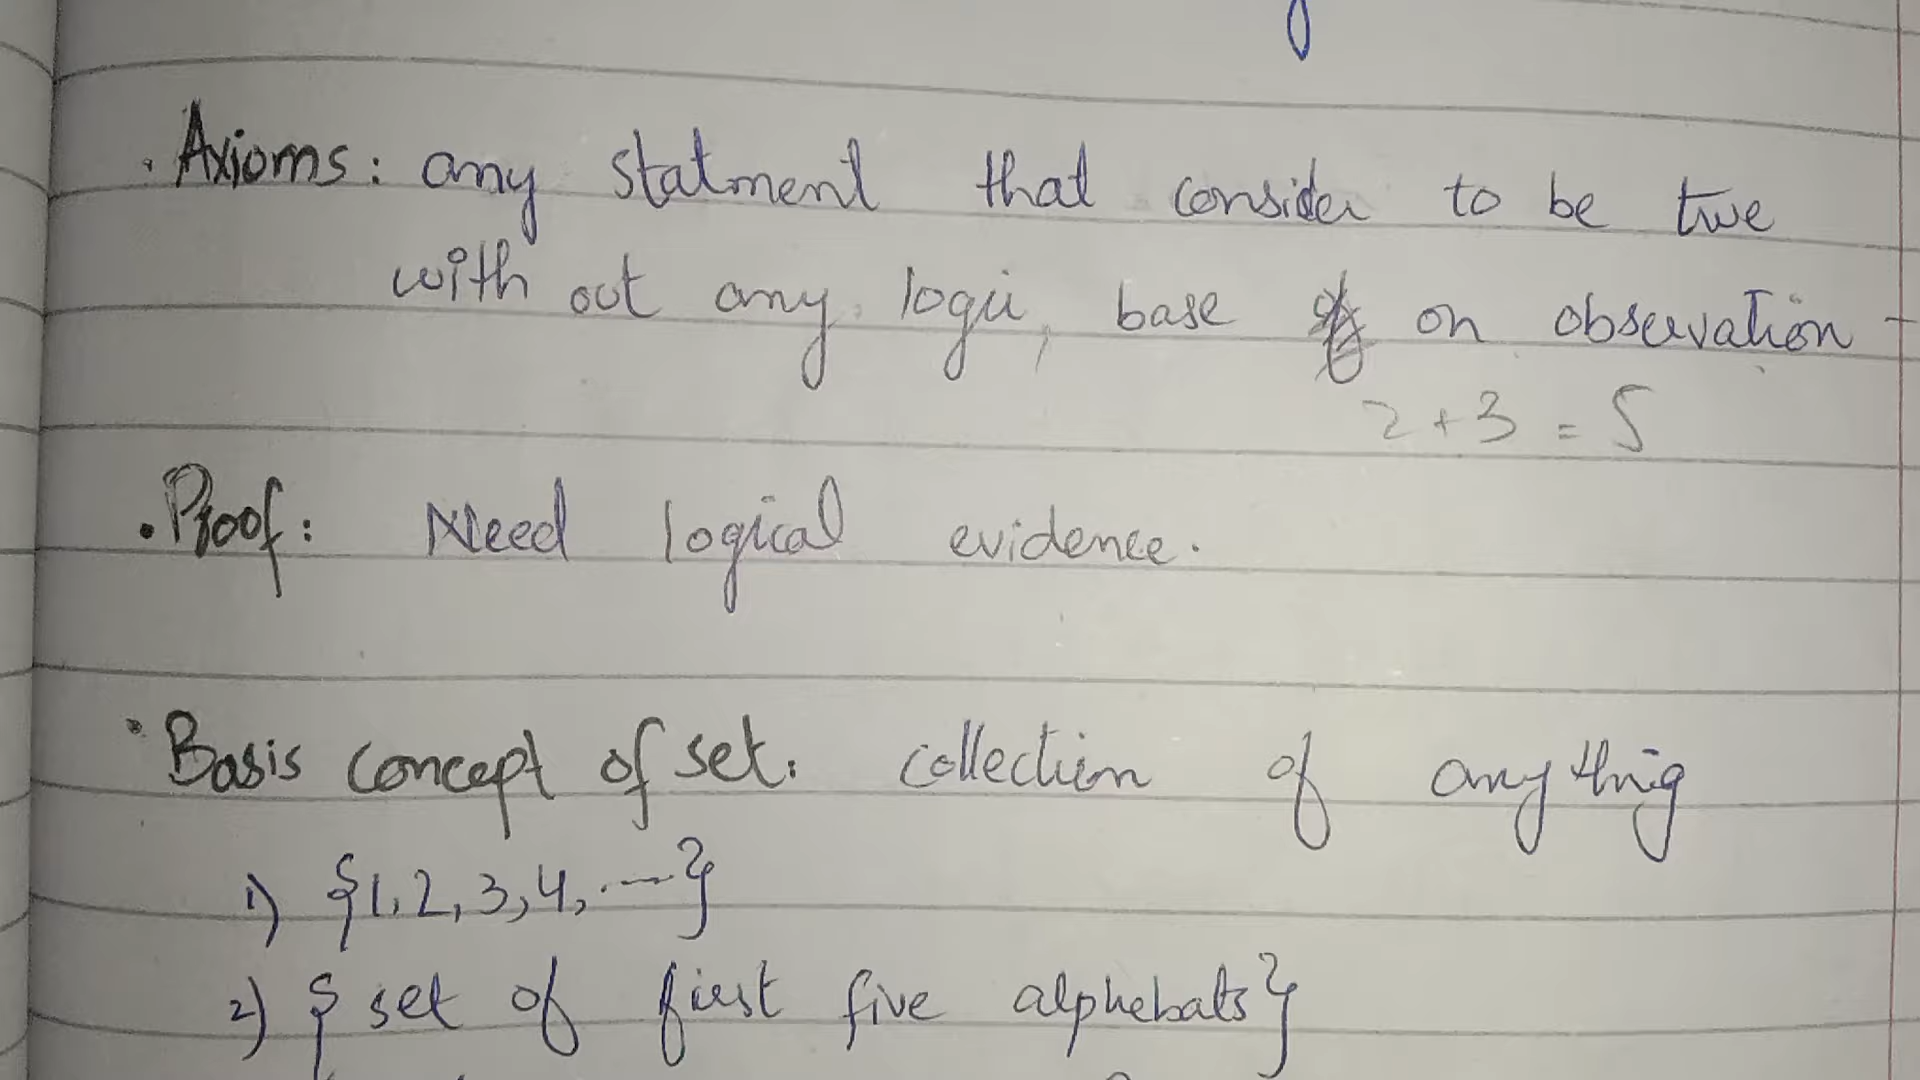 . Axioms: any statment that consider to be true
with out any logic, base on observation -
2 + 3 = 5
. Proof: Need logical evidence.
. Basis concept of set: collection of any thing
1) {1, 2, 3, 4, ...}
2) { set of first five alphebats }